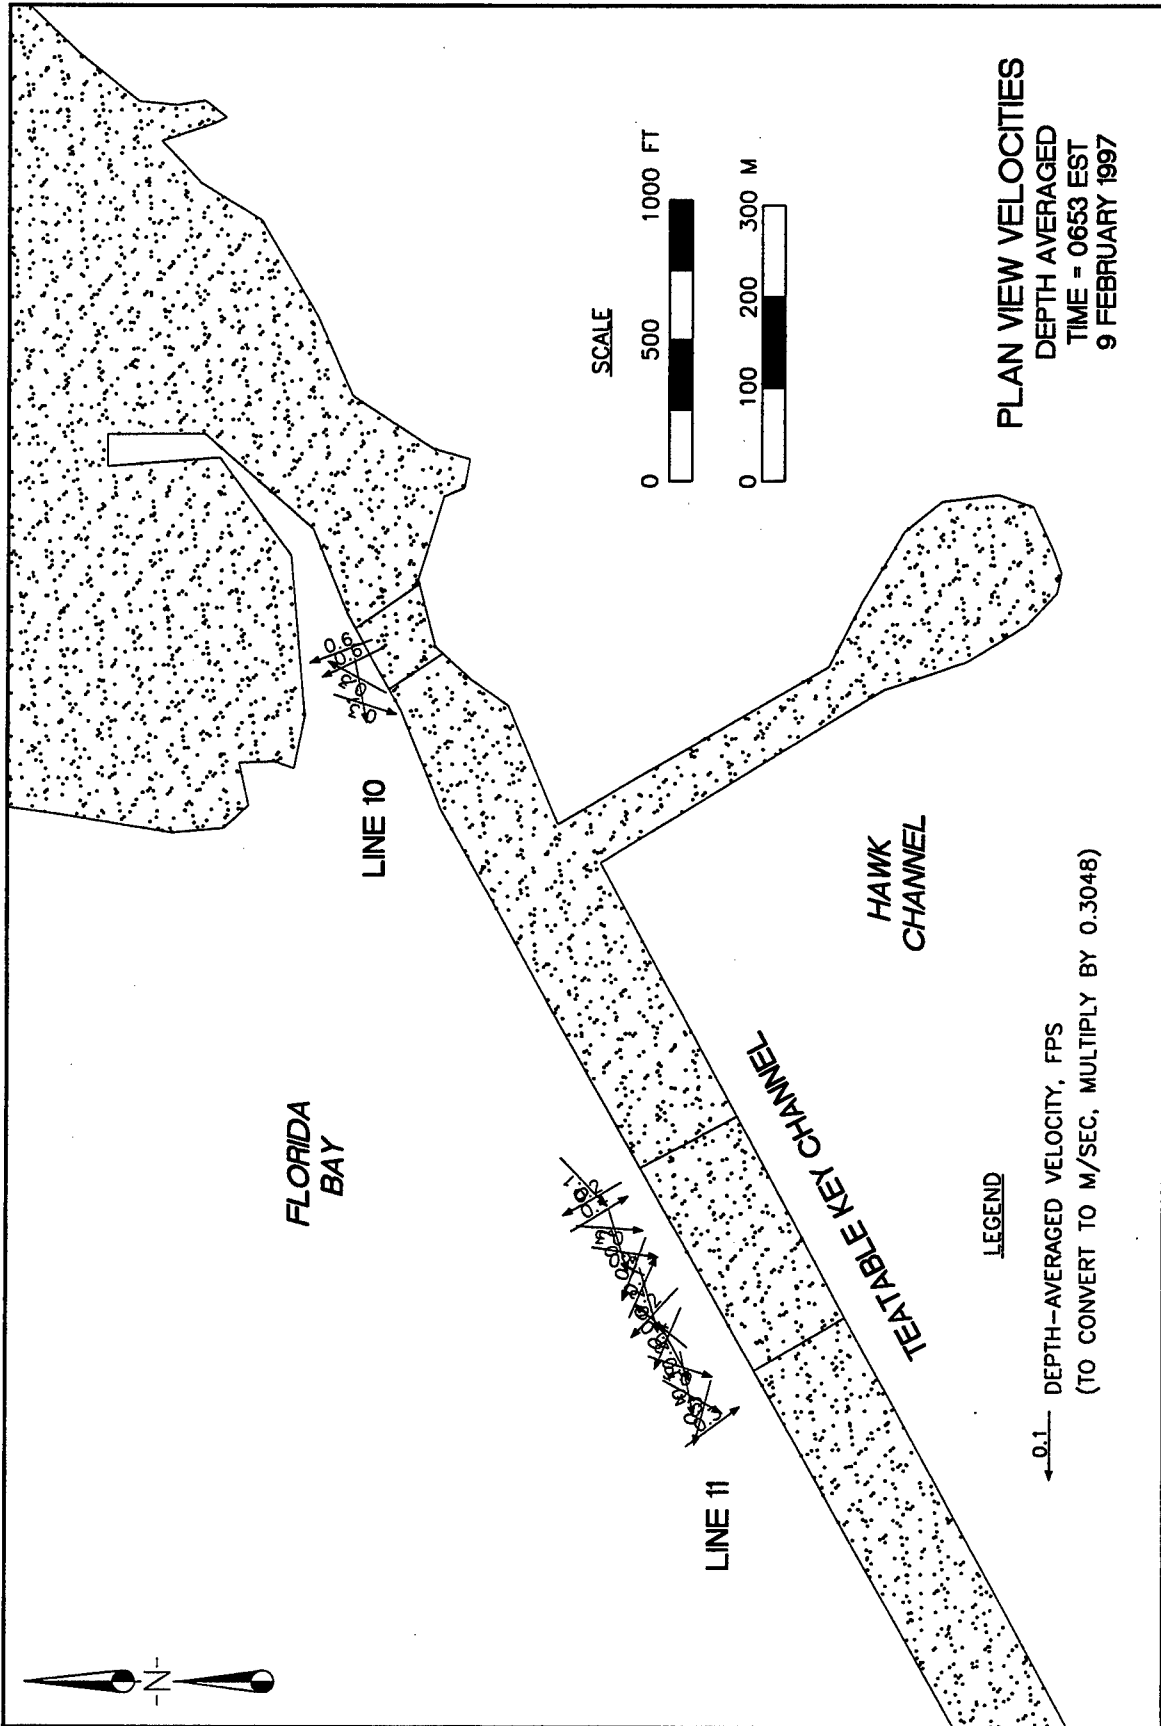 -N-
FLORIDA
BAY
LINE 10
0.3
0.6
LINE 11
TEATABLE KEY CHANNEL
HAWK
CHANNEL
SCALE
0 500 1000 FT
0 100 200 300 M
LEGEND
0.1 DEPTH-AVERAGED VELOCITY, FPS
(TO CONVERT TO M/SEC, MULTIPLY BY 0.3048)
PLAN VIEW VELOCITIES
DEPTH AVERAGED
TIME = 0653 EST
9 FEBRUARY 1997